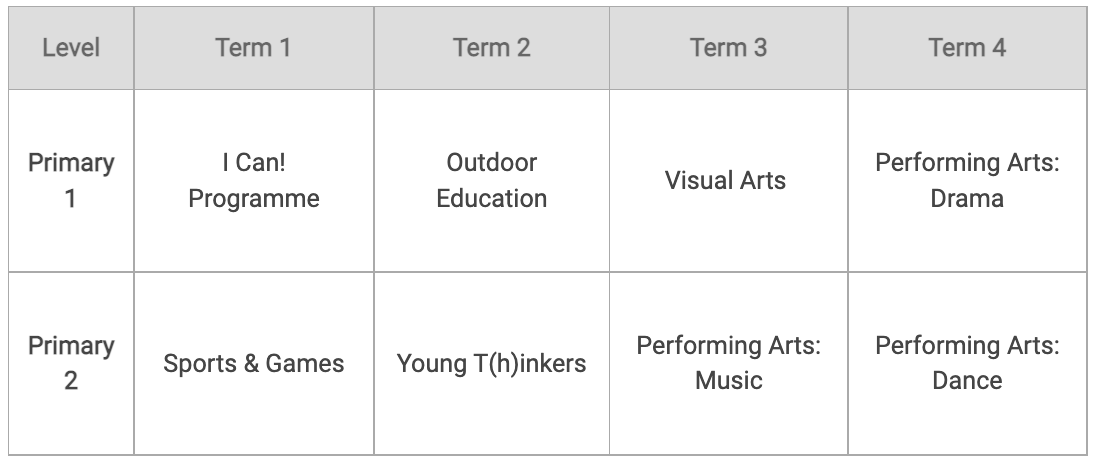 Level Term 1 Term 2 Term 3 Term 4
Primary
1
I Can!
Programme
Outdoor
Education
Visual Arts
Performing Arts:
Drama
Primary
2
Sports & Games
Young T(h)inkers
Performing Arts:
Music
Performing Arts:
Dance